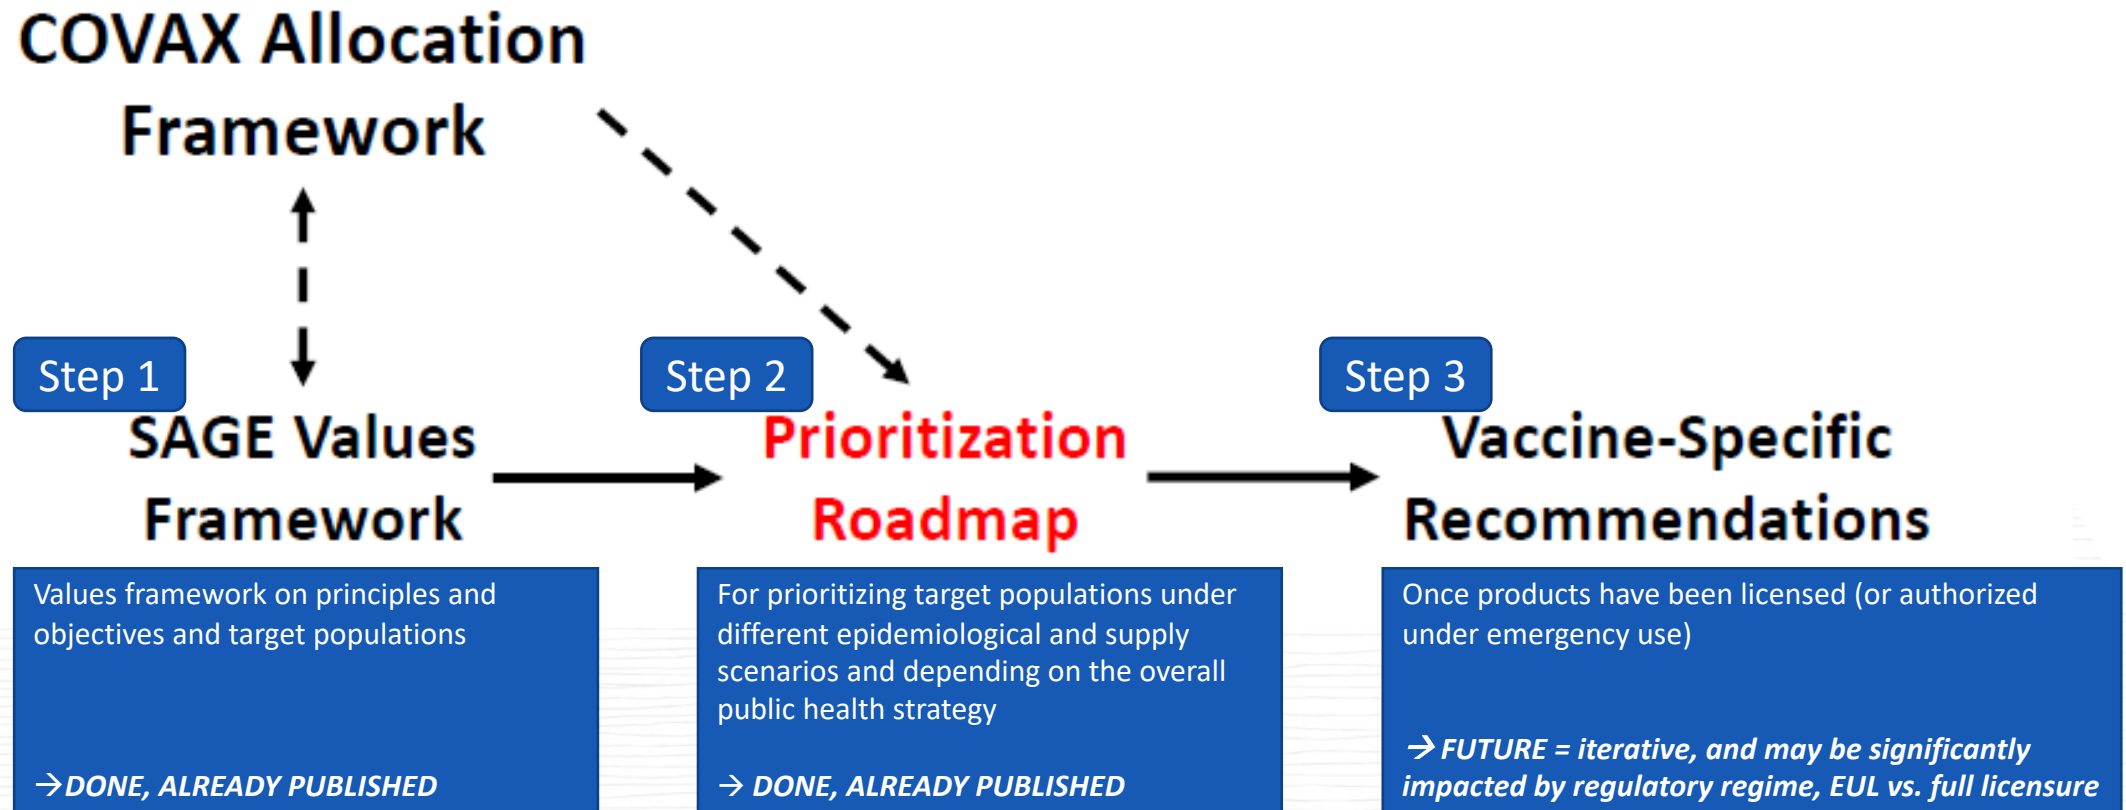 COVAX Allocation
Framework
Step 1
SAGE Values
Framework
Values framework on principles and
objectives and target populations
→DONE, ALREADY PUBLISHED
Step 2
Prioritization
Roadmap
For prioritizing target populations under
different epidemiological and supply
scenarios and depending on the overall
public health strategy
→ DONE, ALREADY PUBLISHED
Step 3
Vaccine-Specific
Recommendations
Once products have been licensed (or authorized
under emergency use)
→ FUTURE = iterative, and may be significantly
impacted by regulatory regime, EUL vs. full licensure